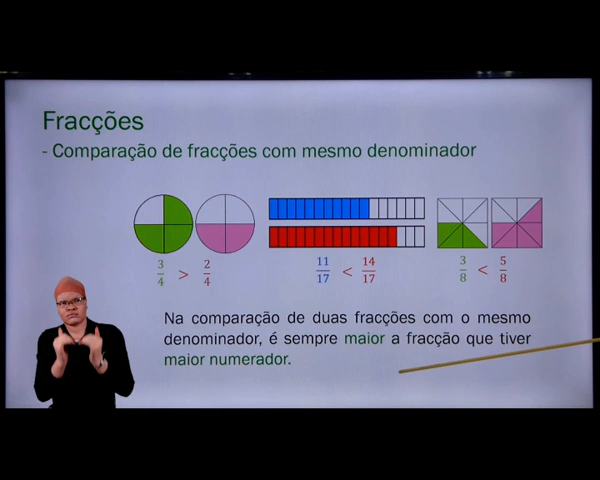 Fracções
- Comparação de fracções com mesmo denominador
3/4 > 2/4
11/17 < 14/17
3/8 < 5/8
Na comparação de duas fracções com o mesmo
denominador, é sempre maior a fracção que tiver
maior numerador.